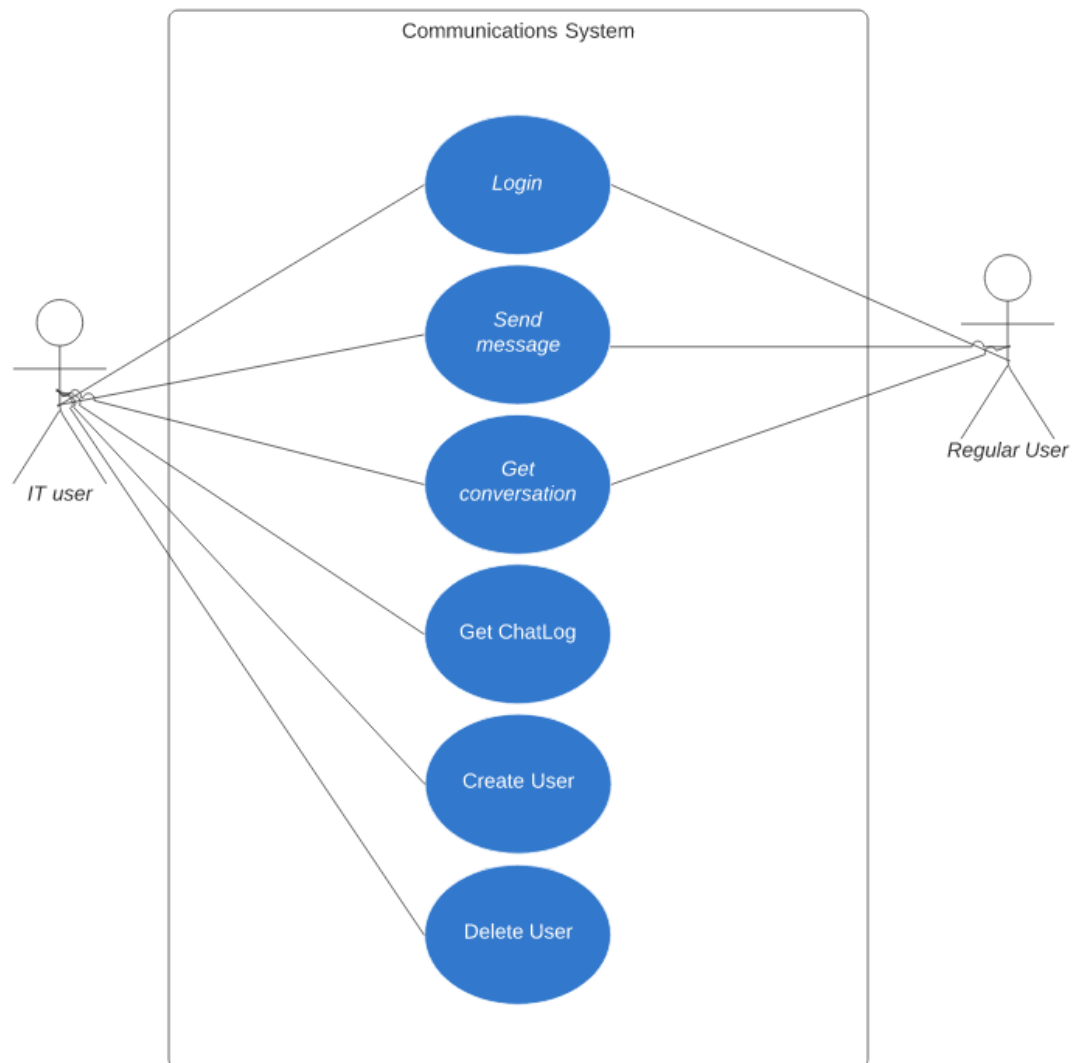 Communications System
Login
Send
message
IT user
Regular User
Get
conversation
Get ChatLog
Create User
Delete User